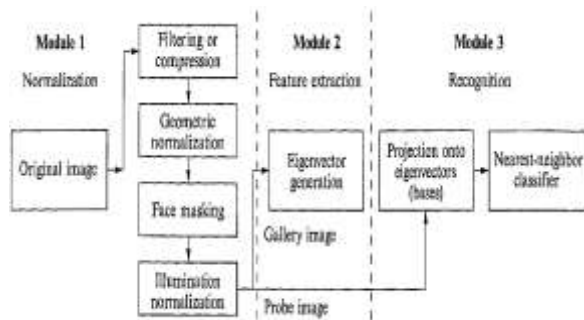 Module 1
Normalization
Original image
Filtering or
compression
Geometric
normalization
Face masking
Illumination
normalization
Module 2
Feature extraction
Eigenvector
generation
Gallery image
Probe image
Module 3
Recognition
Projection onto
eigenvectors
(bases)
Nearest-neighbor
classifier